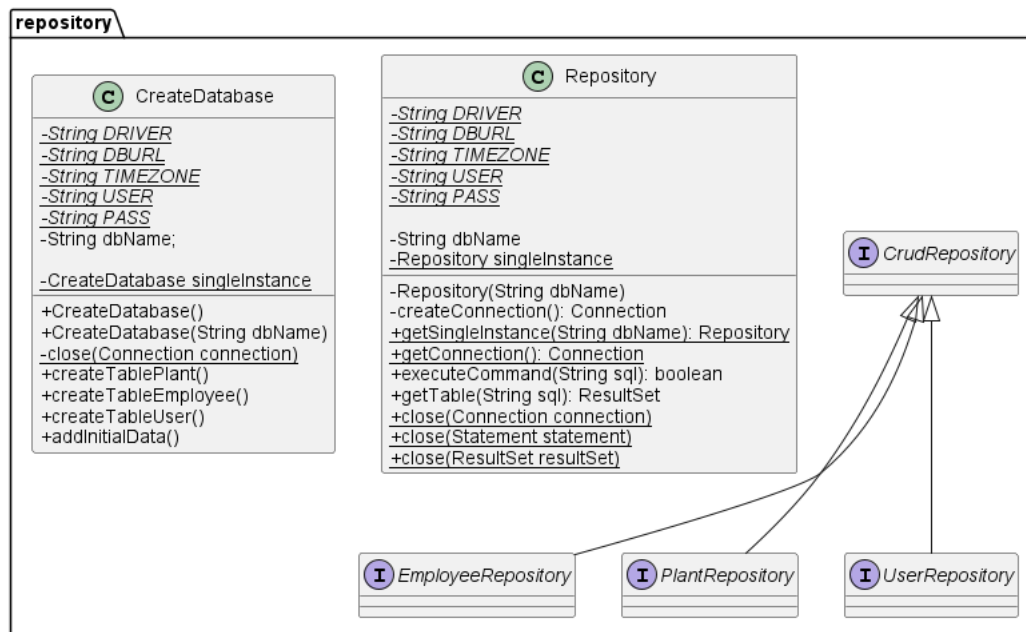 repository
C CreateDatabase
-String DRIVER
-String DBURL
-String TIMEZONE
-String USER
-String PASS
-String dbName;
-CreateDatabase singleInstance
+CreateDatabase()
+CreateDatabase(String dbName)
-close(Connection connection)
+createTablePlant()
+createTableEmployee()
+createTableUser()
+addInitialData()
C Repository
-String DRIVER
-String DBURL
-String TIMEZONE
-String USER
-String PASS
-String dbName
-Repository singleInstance
-Repository(String dbName)
-createConnection(): Connection
+getSingleInstance(String dbName): Repository
+getConnection(): Connection
+executeCommand(String sql): boolean
+getTable(String sql): ResultSet
+close(Connection connection)
+close(Statement statement)
+close(ResultSet resultSet)
I CrudRepository
I EmployeeRepository
I PlantRepository
I UserRepository